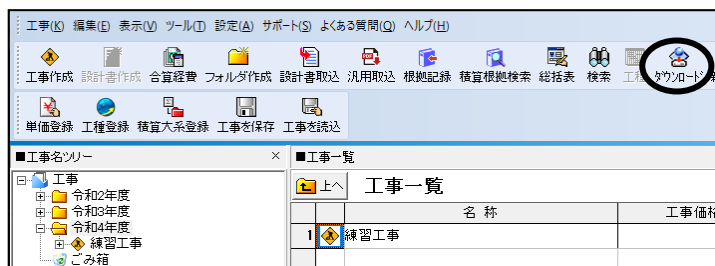 工事(K) 編集(E) 表示(V) ツール(T) 設定(A) サポート(S) よくある質問(Q) ヘルプ(H)
工事作成 設計書作成 合算経費 フォルダ作成 設計書取込 汎用取込 根拠記録 積算根拠検索 総括表 検索 工程 ダウンロード
単価登録 工種登録 積算大系登録 工事を保存 工事を読込
■工事名ツリー × ■工事一覧
上へ 工事一覧
工事
令和2年度
令和3年度
令和4年度
練習工事
ごみ箱
名称 工事価格
1 練習工事